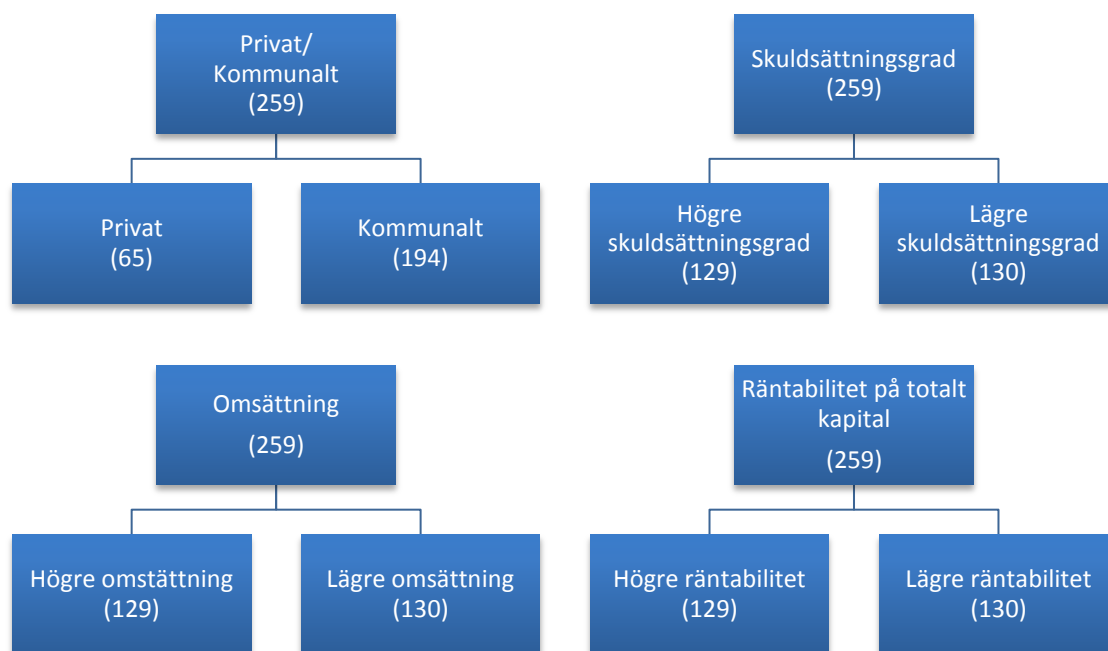 Privat/
Kommunalt
(259)
Privat
(65)
Kommunalt
(194)
Skuldsättningsgrad
(259)
Högre
skuldsättningsgrad
(129)
Lägre
skuldsättningsgrad
(130)
Omsättning
(259)
Högre omstättning
(129)
Lägre omsättning
(130)
Räntabilitet på totalt
kapital
(259)
Högre räntabilitet
(129)
Lägre räntabilitet
(130)